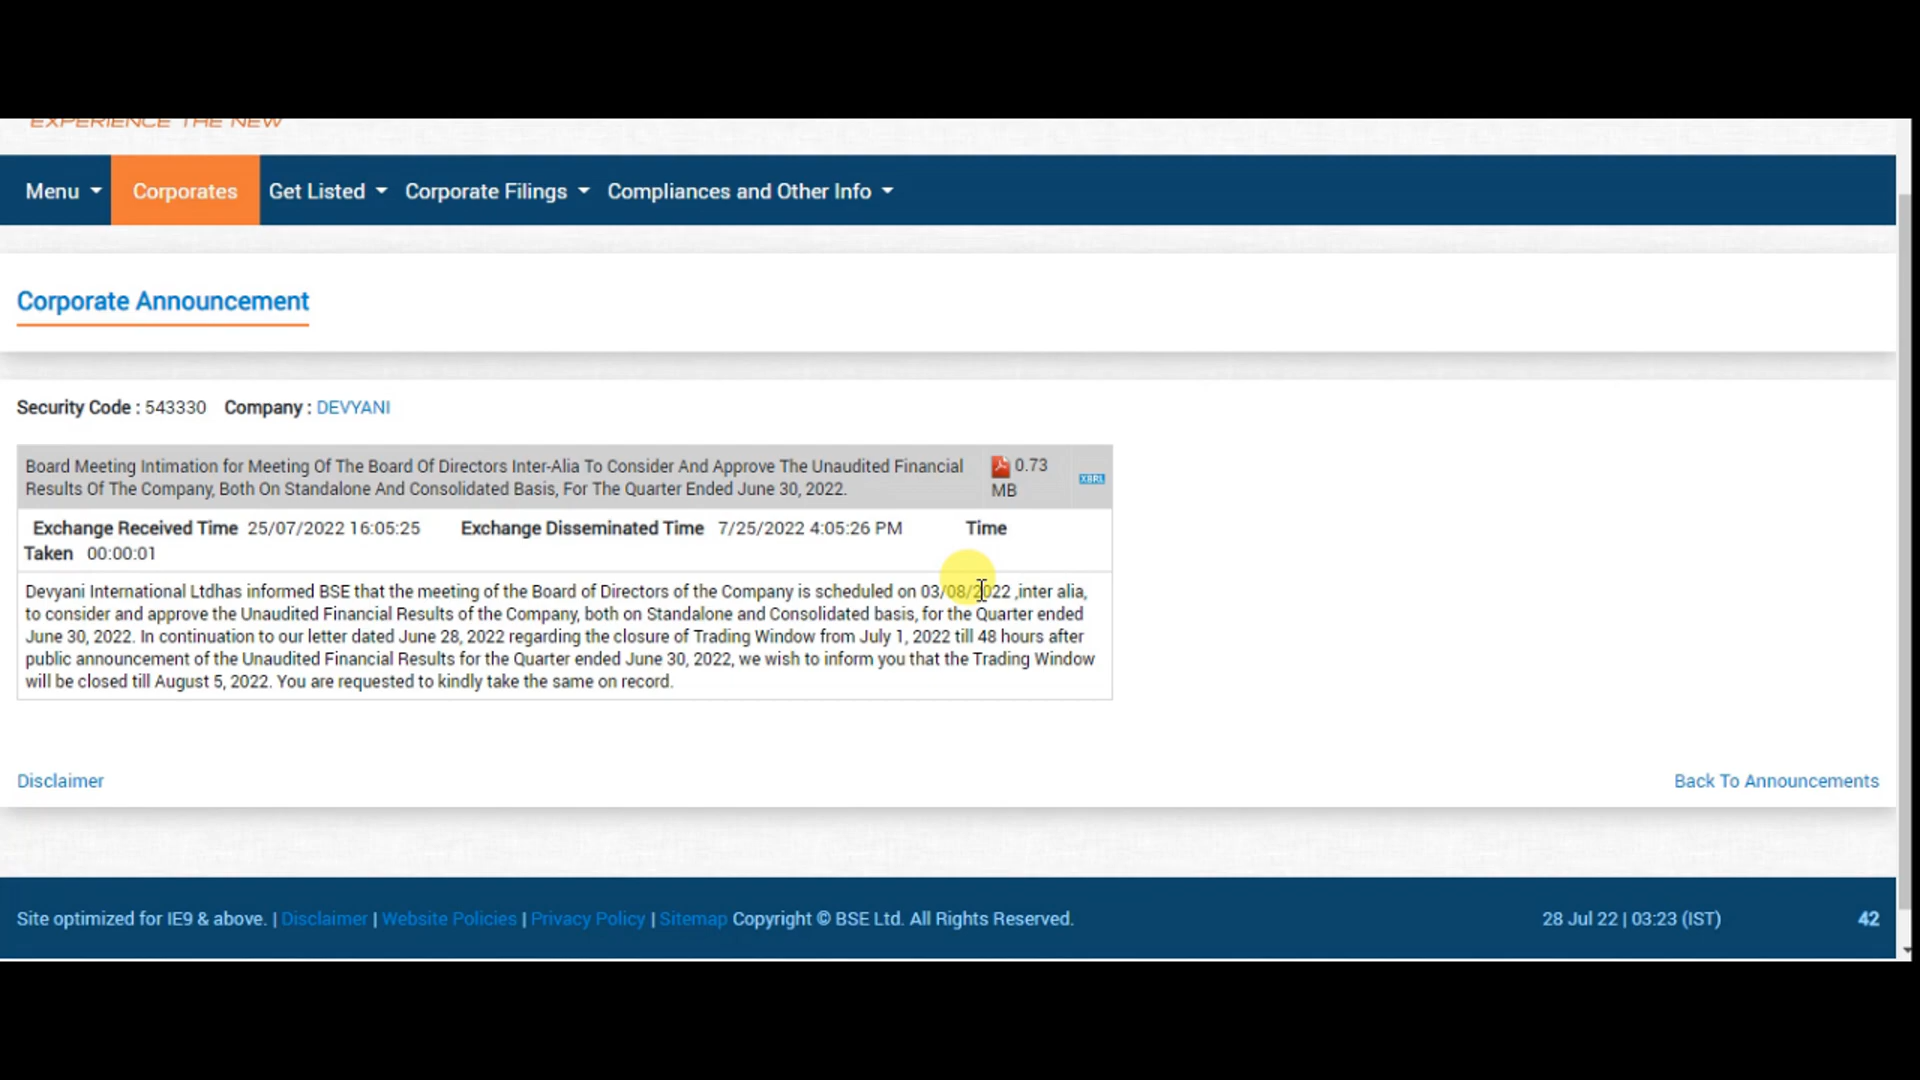 EXPERIENCE THE NEW
Menu Corporates Get Listed Corporate Filings Compliances and Other Info
Corporate Announcement
Security Code : 543330 Company : DEVYANI
Board Meeting Intimation for Meeting Of The Board Of Directors Inter-Alia To Consider And Approve The Unaudited Financial
Results Of The Company, Both On Standalone And Consolidated Basis, For The Quarter Ended June 30, 2022.
0.73
MB
XBRL
Exchange Received Time 25/07/2022 16:05:25 Exchange Disseminated Time 7/25/2022 4:05:26 PM Time
Taken 00:00:01
Devyani International Ltdhas informed BSE that the meeting of the Board of Directors of the Company is scheduled on 03/08/2022 ,inter alia,
to consider and approve the Unaudited Financial Results of the Company, both on Standalone and Consolidated basis, for the Quarter ended
June 30, 2022. In continuation to our letter dated June 28, 2022 regarding the closure of Trading Window from July 1, 2022 till 48 hours after
public announcement of the Unaudited Financial Results for the Quarter ended June 30, 2022, we wish to inform you that the Trading Window
will be closed till August 5, 2022. You are requested to kindly take the same on record.
Disclaimer Back To Announcements
Site optimized for IE9 & above. | Disclaimer | Website Policies | Privacy Policy | Sitemap Copyright © BSE Ltd. All Rights Reserved. 28 Jul 22 | 03:23 (IST) 42